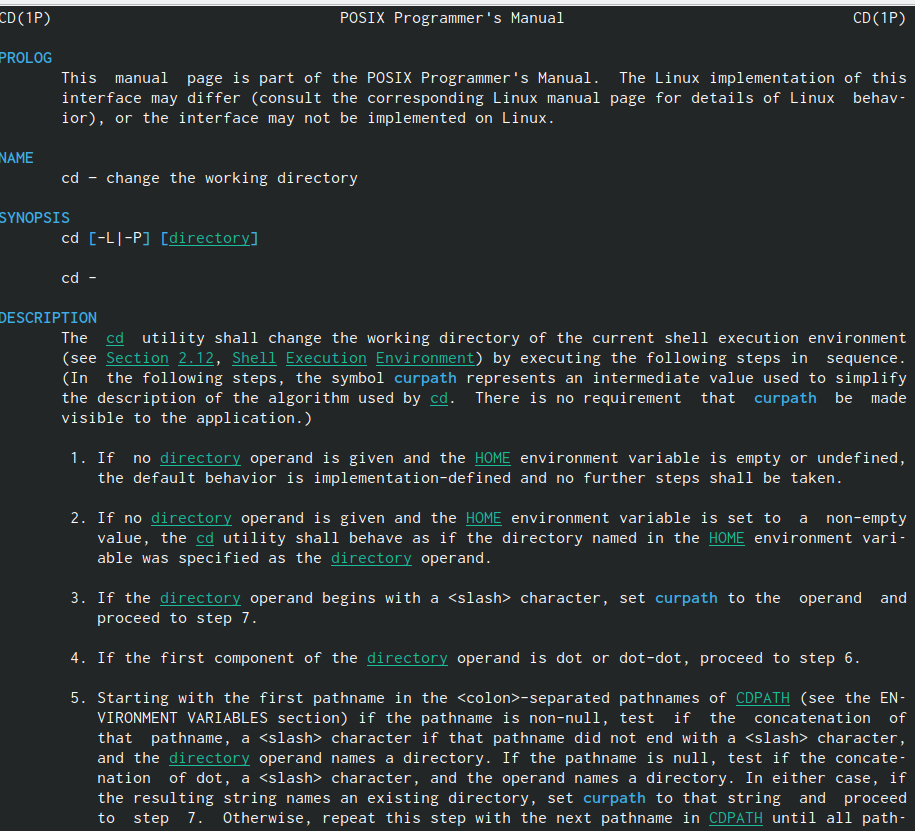 CD(1P) POSIX Programmer's Manual CD(1P)
PROLOG
This manual page is part of the POSIX Programmer's Manual. The Linux implementation of this
interface may differ (consult the corresponding Linux manual page for details of Linux behav-
ior), or the interface may not be implemented on Linux.
NAME
cd – change the working directory
SYNOPSIS
cd [-L|-P] [directory]
cd –
DESCRIPTION
The cd utility shall change the working directory of the current shell execution environment
(see Section 2.12, Shell Execution Environment) by executing the following steps in sequence.
(In the following steps, the symbol curpath represents an intermediate value used to simplify
the description of the algorithm used by cd. There is no requirement that curpath be made
visible to the application.)
1. If no directory operand is given and the HOME environment variable is empty or undefined,
the default behavior is implementation-defined and no further steps shall be taken.
2. If no directory operand is given and the HOME environment variable is set to a non-empty
value, the cd utility shall behave as if the directory named in the HOME environment vari-
able was specified as the directory operand.
3. If the directory operand begins with a <slash> character, set curpath to the operand and
proceed to step 7.
4. If the first component of the directory operand is dot or dot-dot, proceed to step 6.
5. Starting with the first pathname in the <colon>-separated pathnames of CDPATH (see the EN-
VIRONMENT VARIABLES section) if the pathname is non-null, test if the concatenation of
that pathname, a <slash> character if that pathname did not end with a <slash> character,
and the directory operand names a directory. If the pathname is null, test if the concate-
nation of dot, a <slash> character, and the operand names a directory. In either case, if
the resulting string names an existing directory, set curpath to that string and proceed
to step 7. Otherwise, repeat this step with the next pathname in CDPATH until all path-